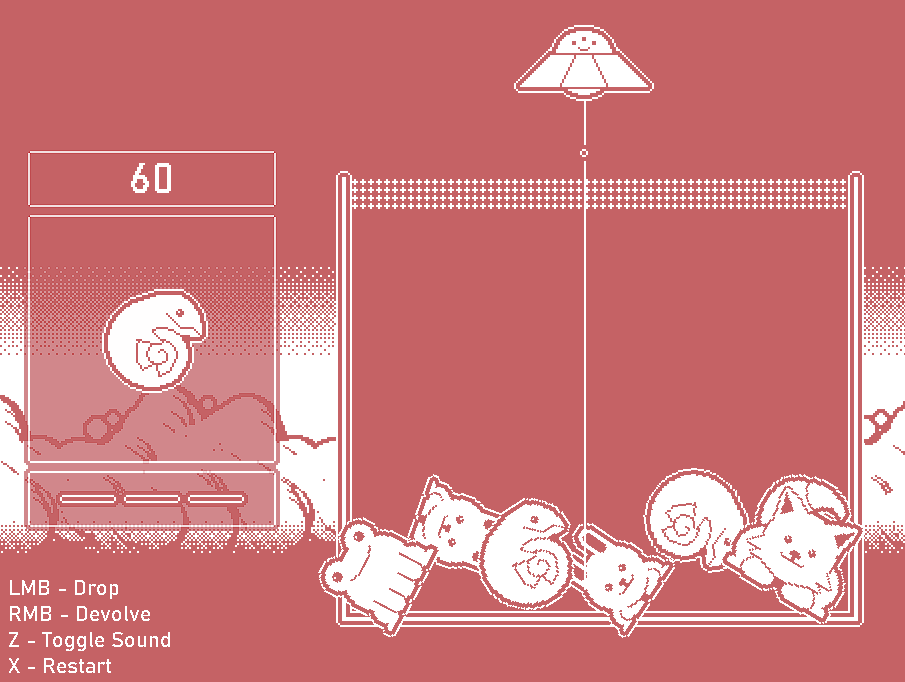 60
LMB - Drop
RMB - Devolve
Z - Toggle Sound
X - Restart